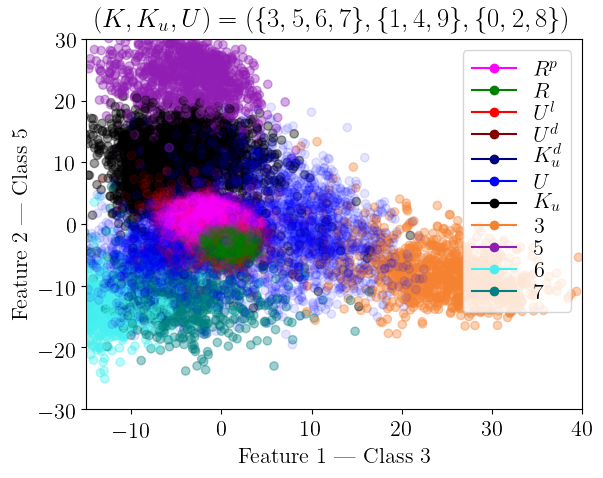 (K, K_u, U) = ({3, 5, 6, 7}, {1, 4, 9}, {0, 2, 8})
30
20
10
0
−10
−20
−30
Feature 2 — Class 5
R^p
R
U^l
U^d
K_u^d
U
K_u
3
5
6
7
−10
0
10
20
30
40
Feature 1 — Class 3